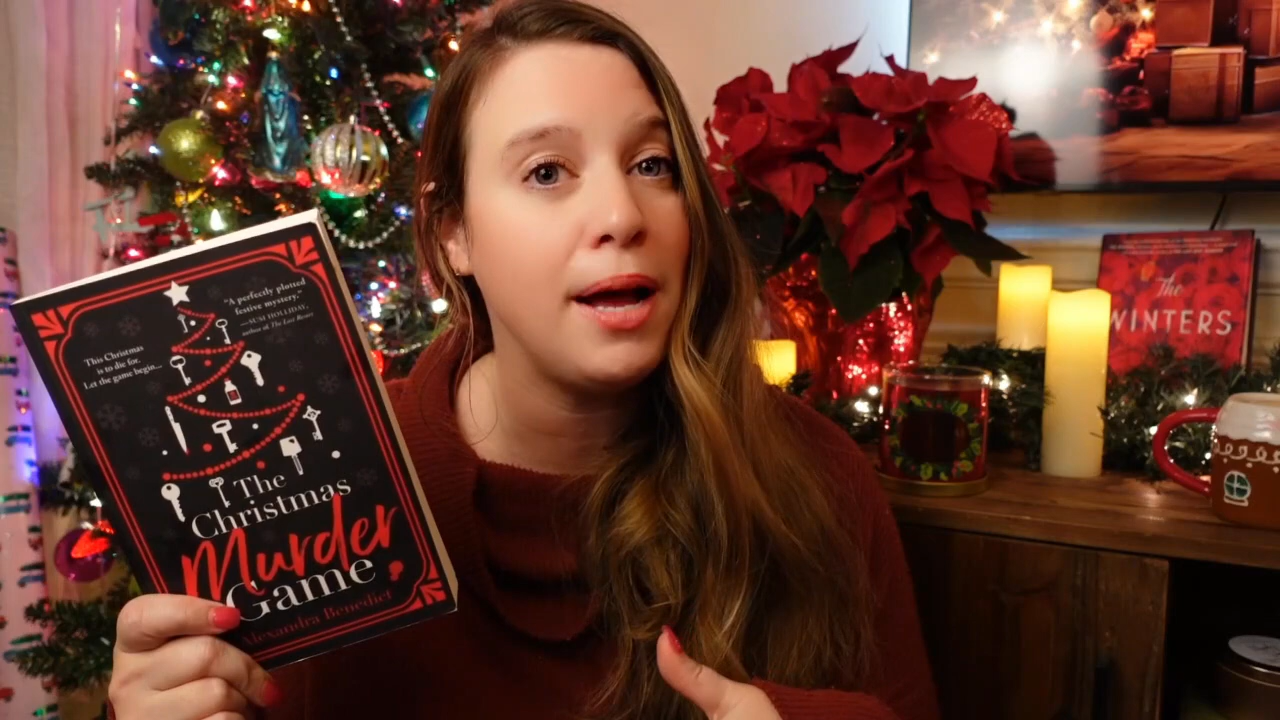 "A perfectly plotted
festive mystery."
—SUSI HOLLIDAY,
author of The Last Resort
This Christmas
is to die for.
Let the game begin...
The
Christmas
Murder
Game
Alexandra Benedict
The
WINTERS